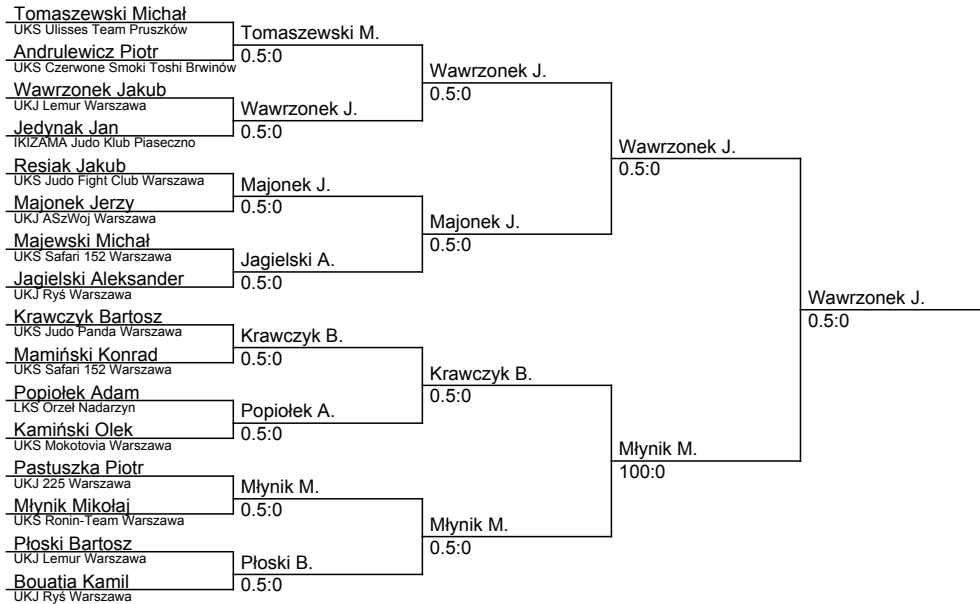 Tomaszewski Michał
UKS Ulisses Team Pruszków
Andrulewicz Piotr
UKS Czerwone Smoki Toshi Brwinów
Wawrzonek Jakub
UKJ Lemur Warszawa
Jedynak Jan
IKIZAMA Judo Klub Piaseczno
Resiak Jakub
UKS Judo Fight Club Warszawa
Majonek Jerzy
UKJ ASzWoj Warszawa
Majewski Michał
UKS Safari 152 Warszawa
Jagielski Aleksander
UKJ Ryś Warszawa
Krawczyk Bartosz
UKS Judo Panda Warszawa
Mamiński Konrad
UKS Safari 152 Warszawa
Popiołek Adam
LKS Orzeł Nadarzyn
Kamiński Olek
UKS Mokotovia Warszawa
Pastuszka Piotr
UKJ 225 Warszawa
Młynik Mikołaj
UKS Ronin-Team Warszawa
Płoski Bartosz
UKJ Lemur Warszawa
Bouatia Kamil
UKJ Ryś Warszawa
Tomaszewski M.
0.5:0
Wawrzonek J.
0.5:0
Majonek J.
0.5:0
Jagielski A.
0.5:0
Krawczyk B.
0.5:0
Popiołek A.
0.5:0
Młynik M.
0.5:0
Płoski B.
0.5:0
Wawrzonek J.
0.5:0
Majonek J.
0.5:0
Krawczyk B.
0.5:0
Młynik M.
0.5:0
Wawrzonek J.
0.5:0
Młynik M.
100:0
Wawrzonek J.
0.5:0